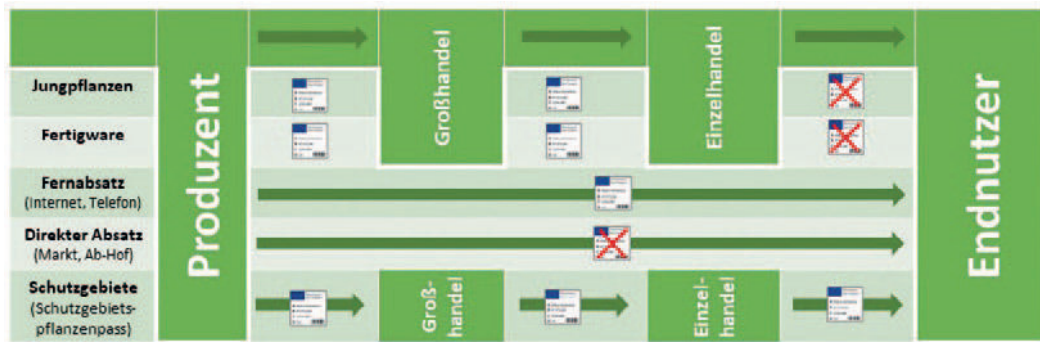 Jungpflanzen
Fertigware
Fernabsatz
(Internet, Telefon)
Direkter Absatz
(Markt, Ab-Hof)
Schutzgebiete
(Schutzgebiets-
pflanzenpass)
Produzent
Großhandel
Einzelhandel
Groß-
handel
Einzel-
handel
Endnutzer